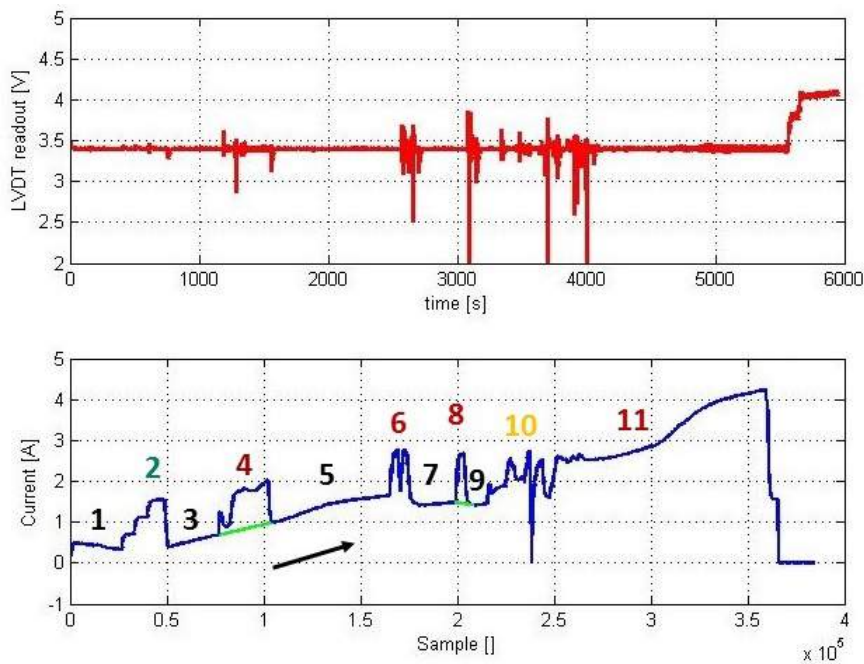 5
4.5
4
3.5
3
2.5
2
LVDT readout [V]
0 1000 2000 3000 4000 5000 6000
time [s]
5
4
3
2
1
0
-1
Current [A]
1 2 3 4 5 6 7 8 9 10 11
0 0.5 1 1.5 2 2.5 3 3.5 4
Sample []
x 10^5